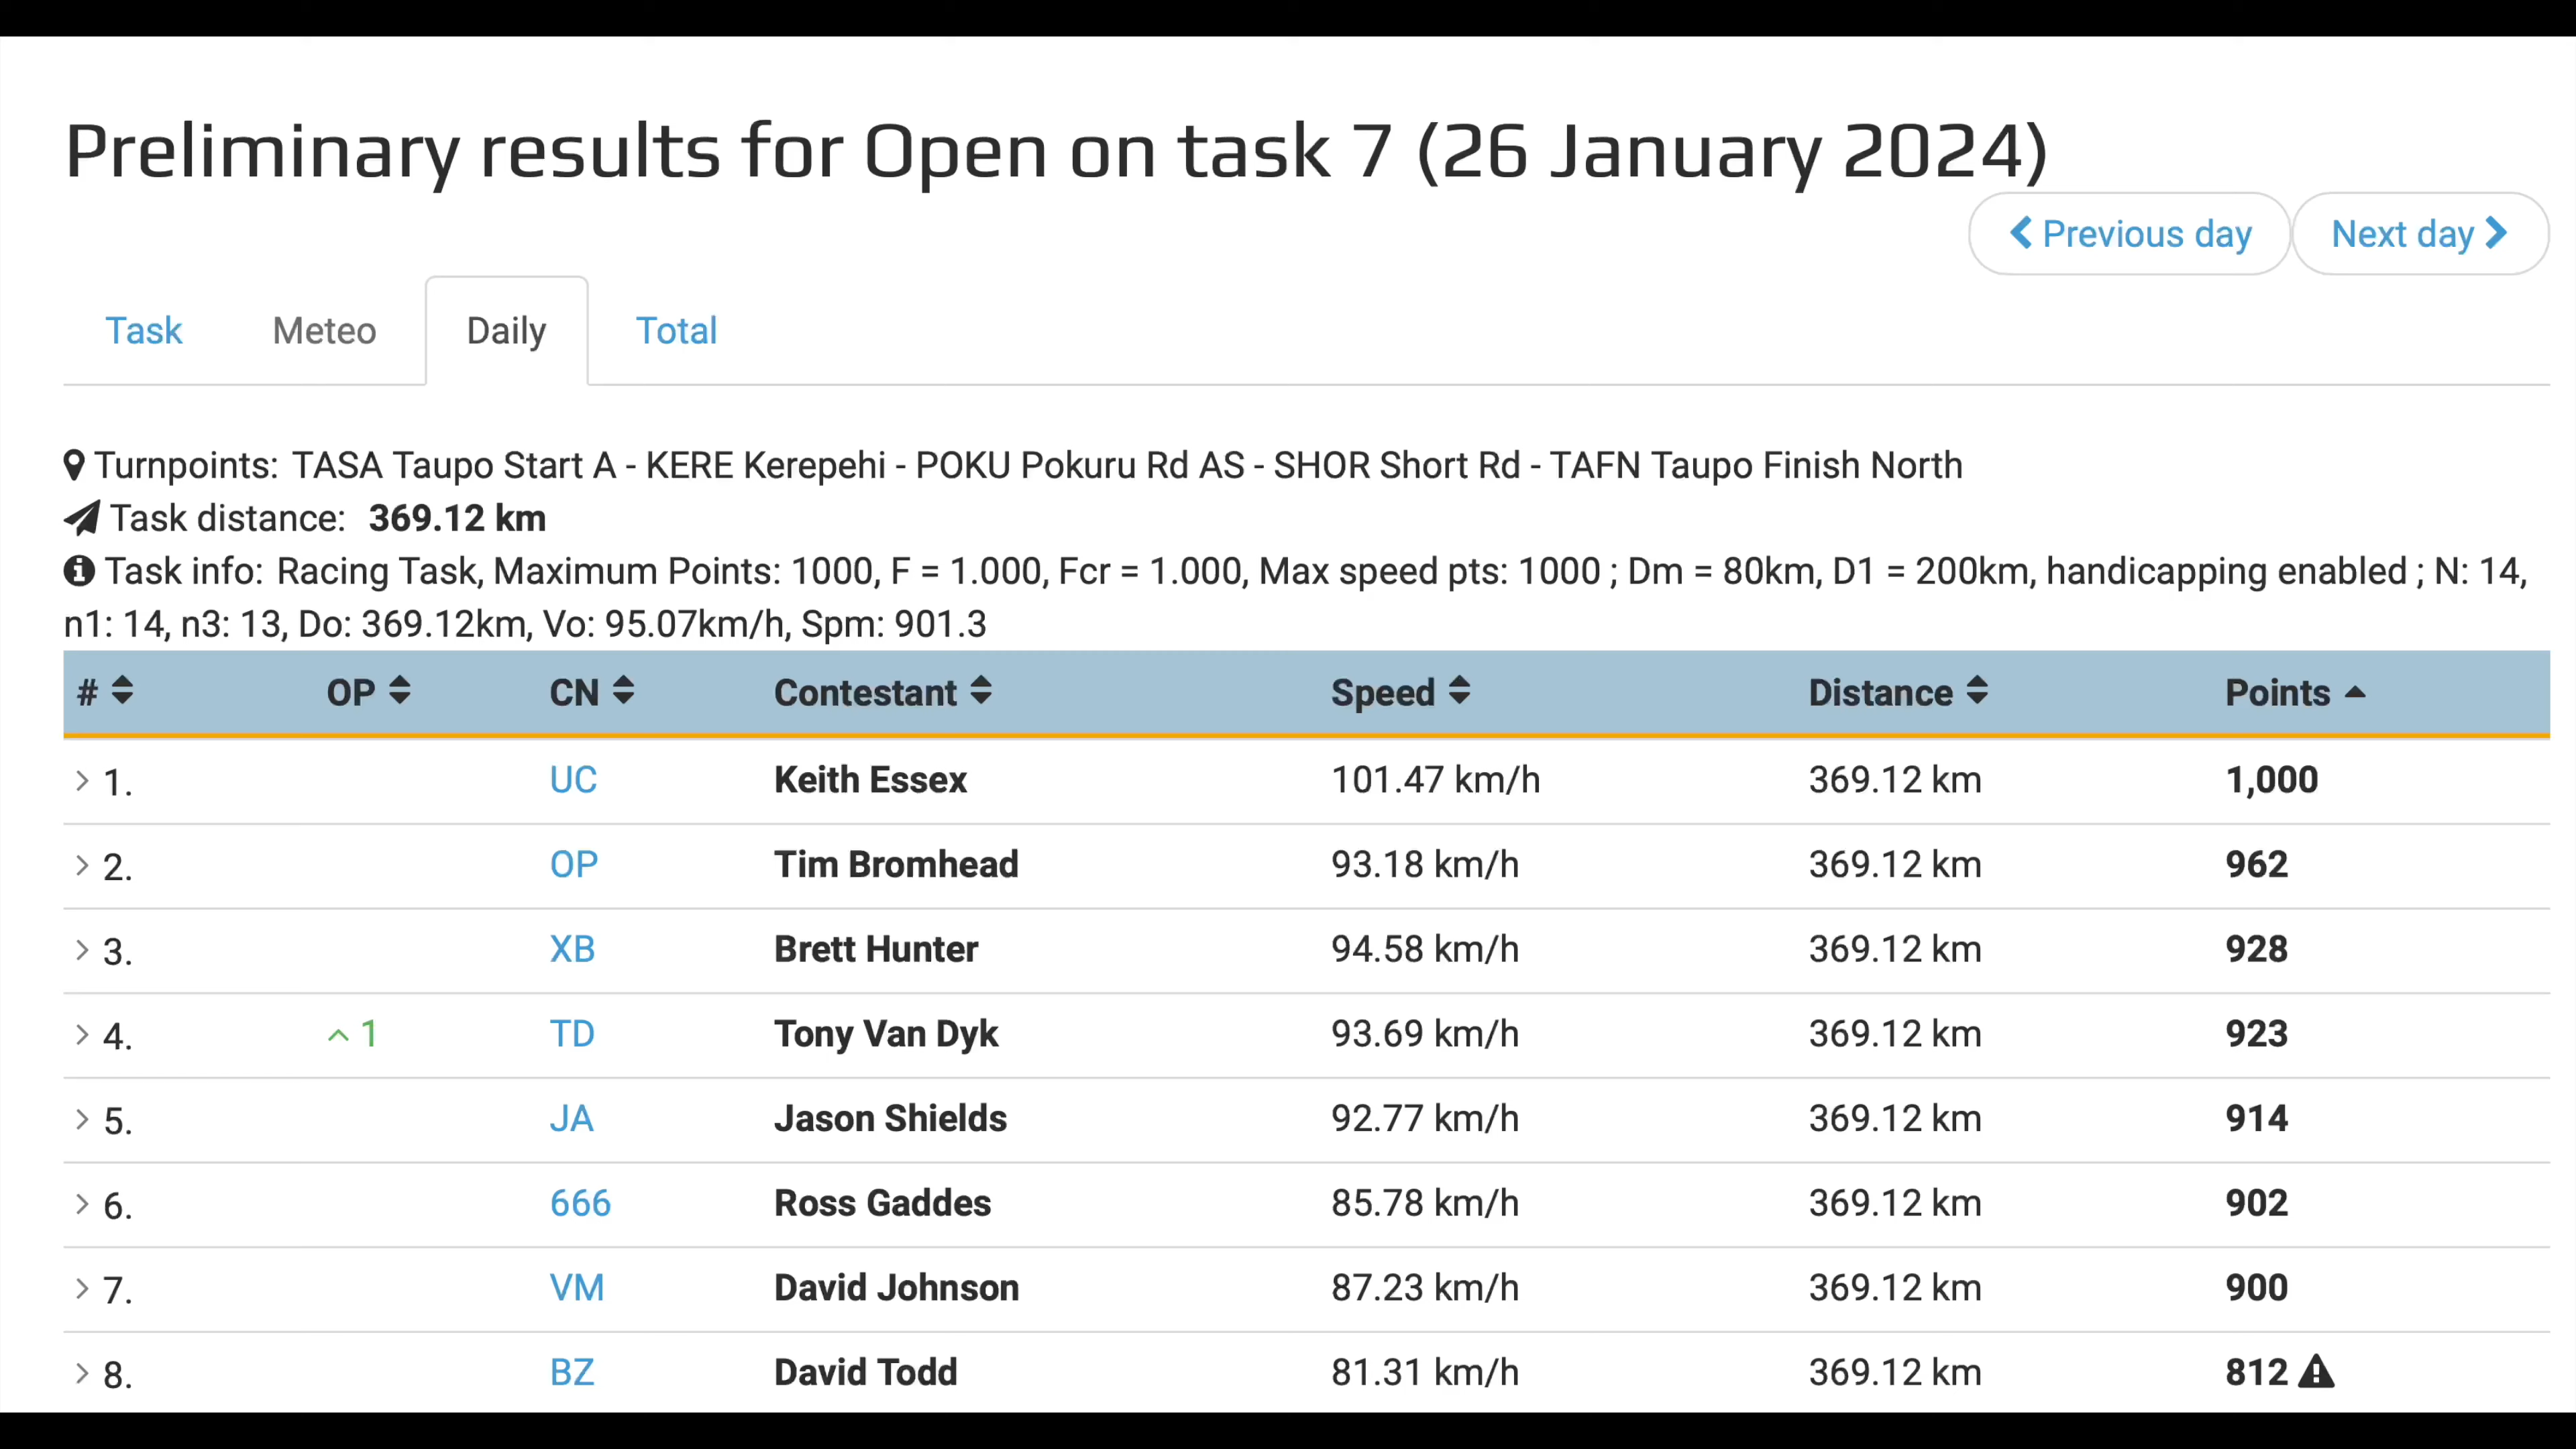 Preliminary results for Open on task 7 (26 January 2024)
Previous day Next day
Task Meteo Daily Total
Turnpoints: TASA Taupo Start A - KERE Kerepehi - POKU Pokuru Rd AS - SHOR Short Rd - TAFN Taupo Finish North
Task distance: 369.12 km
Task info: Racing Task, Maximum Points: 1000, F = 1.000, Fcr = 1.000, Max speed pts: 1000 ; Dm = 80km, D1 = 200km, handicapping enabled ; N: 14,
n1: 14, n3: 13, Do: 369.12km, Vo: 95.07km/h, Spm: 901.3
# OP CN Contestant Speed Distance Points
1. UC Keith Essex 101.47 km/h 369.12 km 1,000
2. OP Tim Bromhead 93.18 km/h 369.12 km 962
3. XB Brett Hunter 94.58 km/h 369.12 km 928
4. 1 TD Tony Van Dyk 93.69 km/h 369.12 km 923
5. JA Jason Shields 92.77 km/h 369.12 km 914
6. 666 Ross Gaddes 85.78 km/h 369.12 km 902
7. VM David Johnson 87.23 km/h 369.12 km 900
8. BZ David Todd 81.31 km/h 369.12 km 812